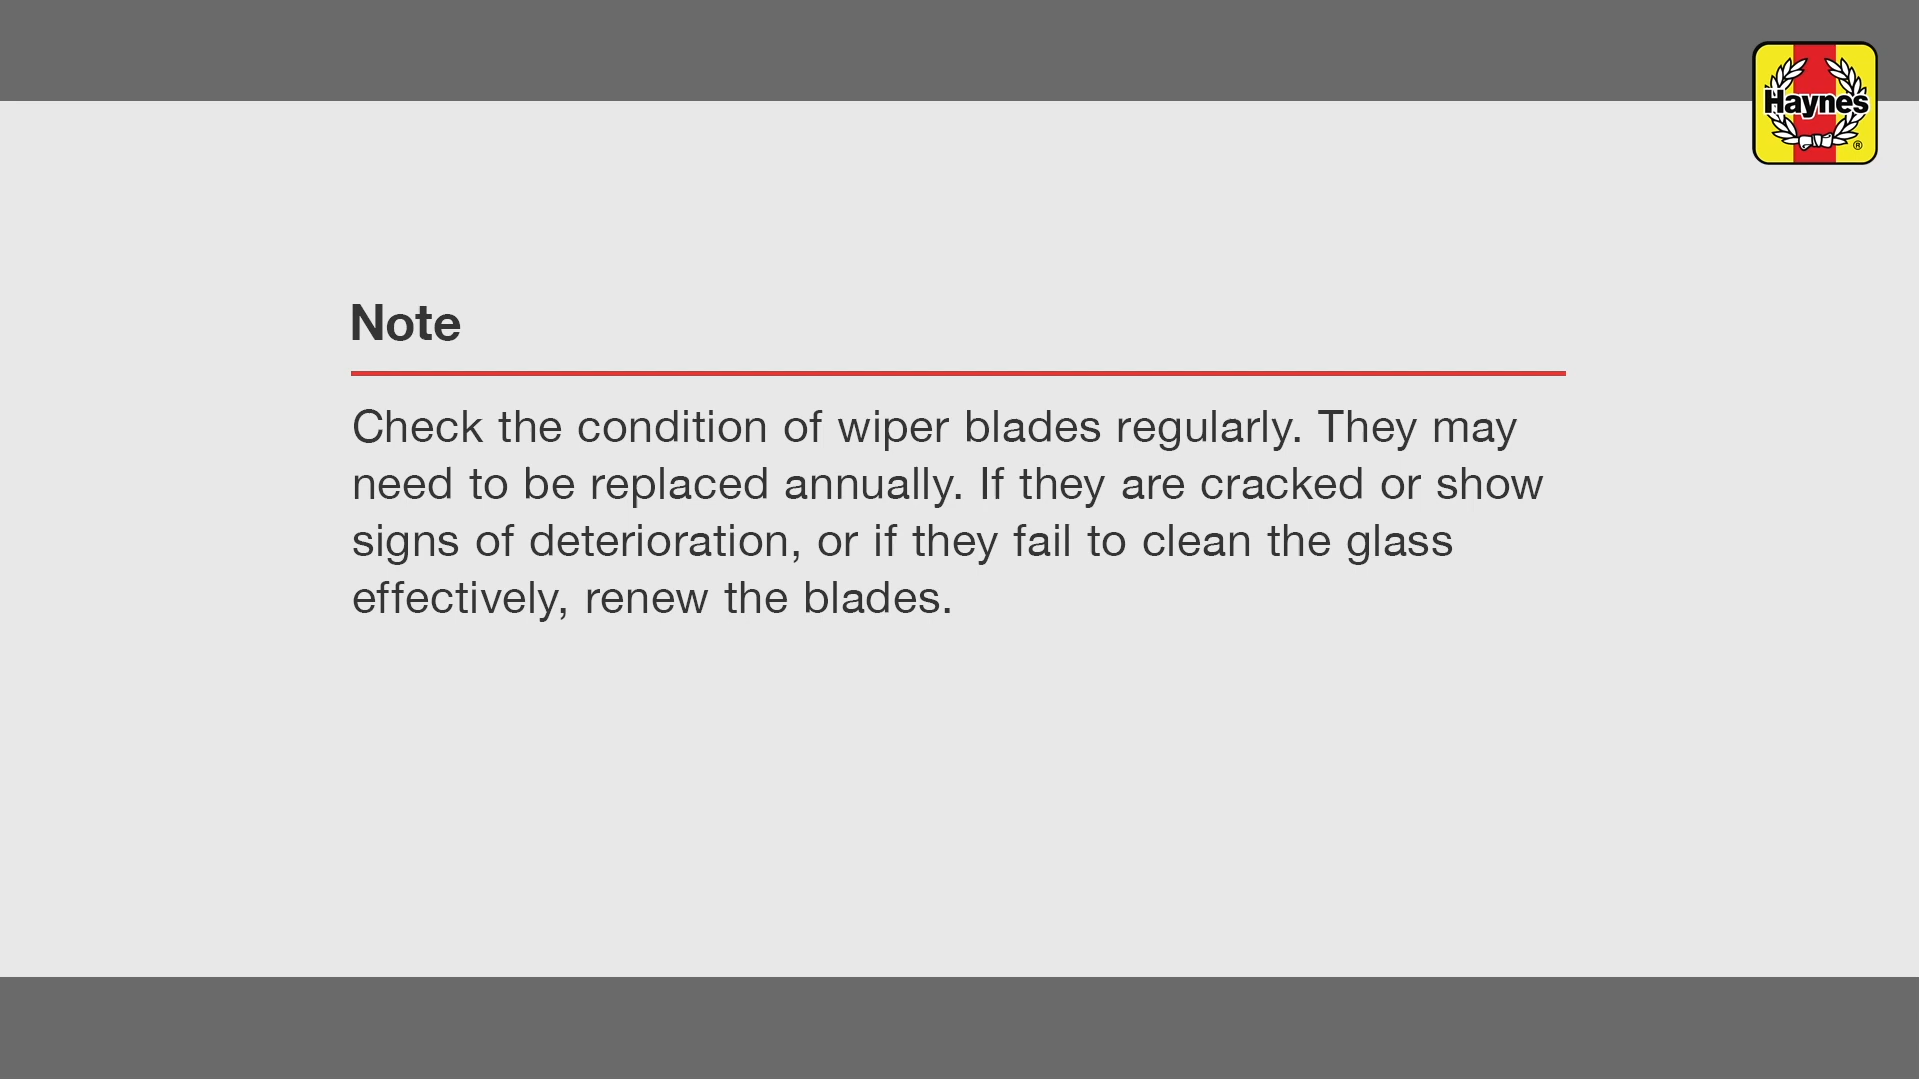 Haynes
®
Note
Check the condition of wiper blades regularly. They may
need to be replaced annually. If they are cracked or show
signs of deterioration, or if they fail to clean the glass
effectively, renew the blades.